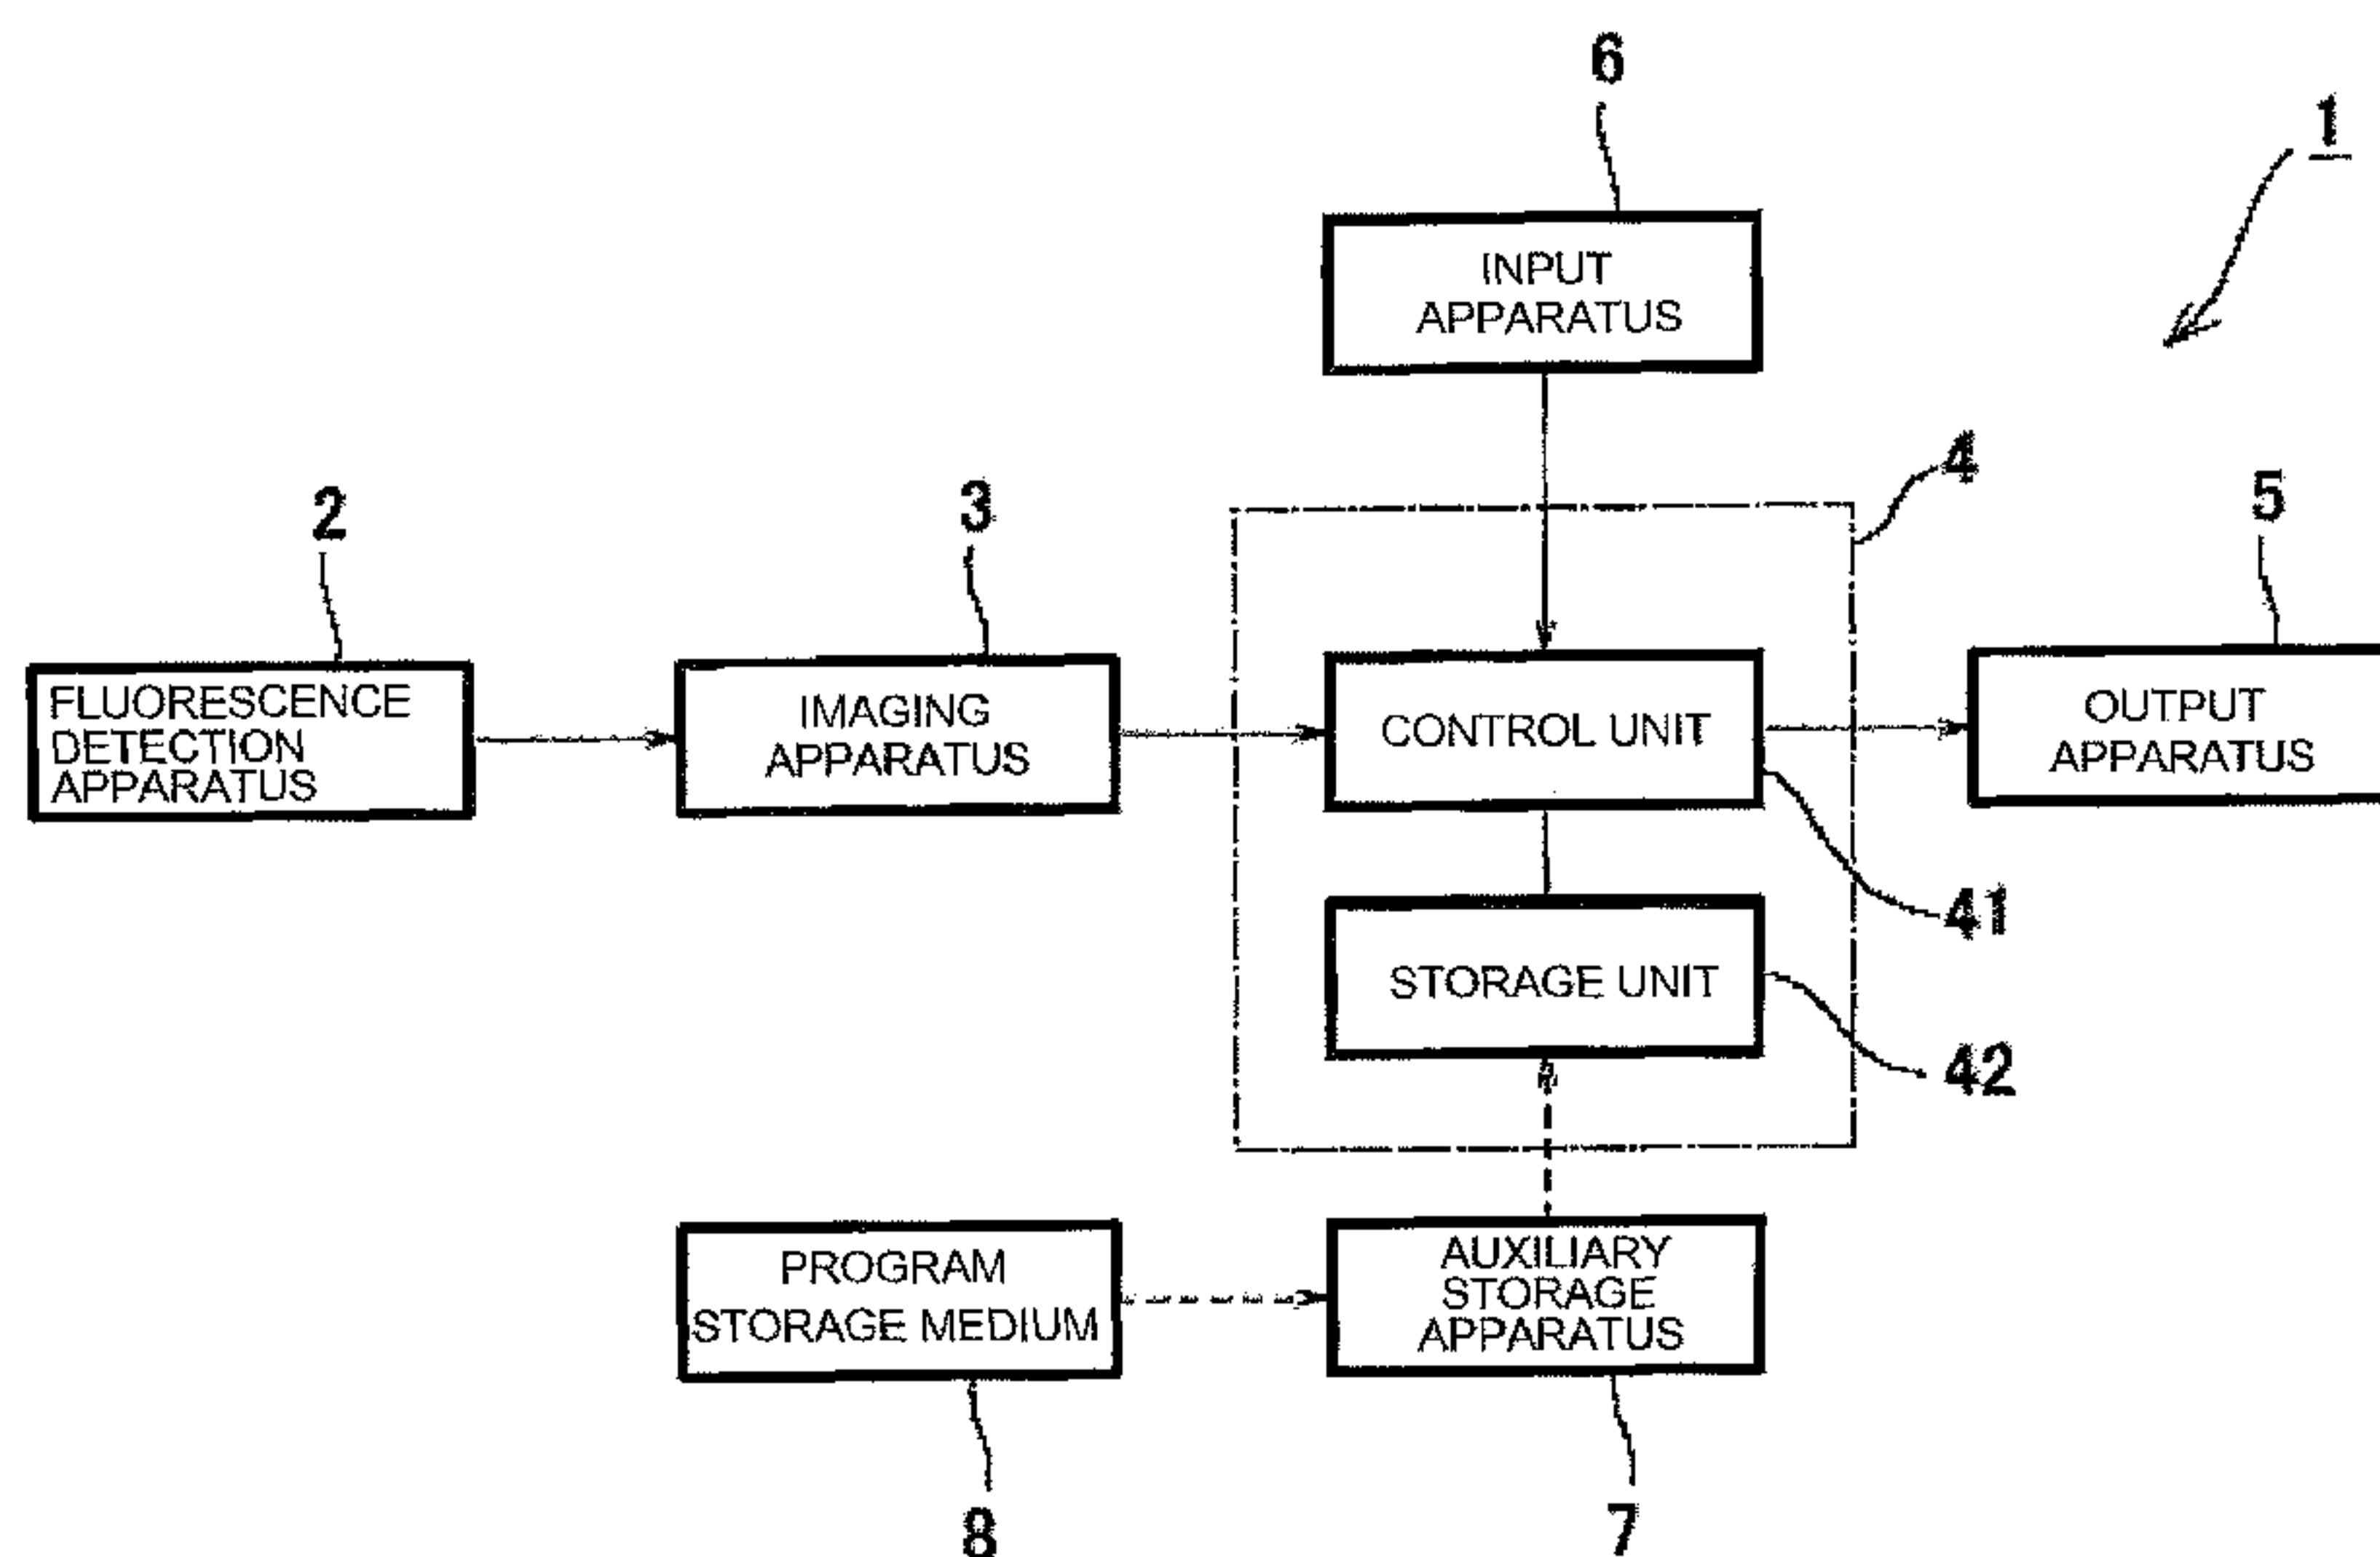 6
1
INPUT
APPARATUS
4
2
3
5
FLUORESCENCE
DETECTION
APPARATUS
IMAGING
APPARATUS
CONTROL UNIT
OUTPUT
APPARATUS
41
STORAGE UNIT
42
PROGRAM
STORAGE MEDIUM
AUXILIARY
STORAGE
APPARATUS
8
7